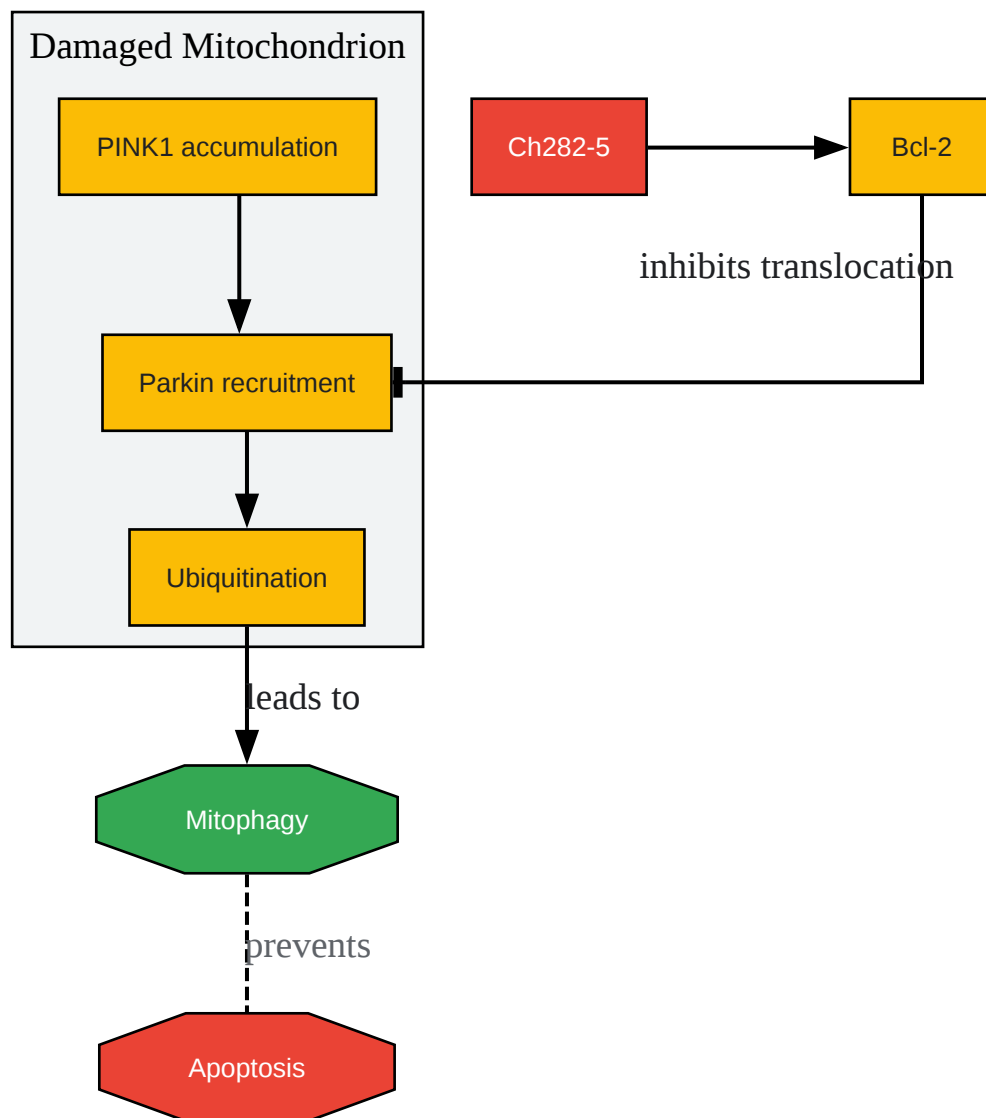 Damaged Mitochondrion
PINK1 accumulation
Ch282-5
Bcl-2
inhibits translocation
Parkin recruitment
Ubiquitination
leads to
Mitophagy
prevents
Apoptosis